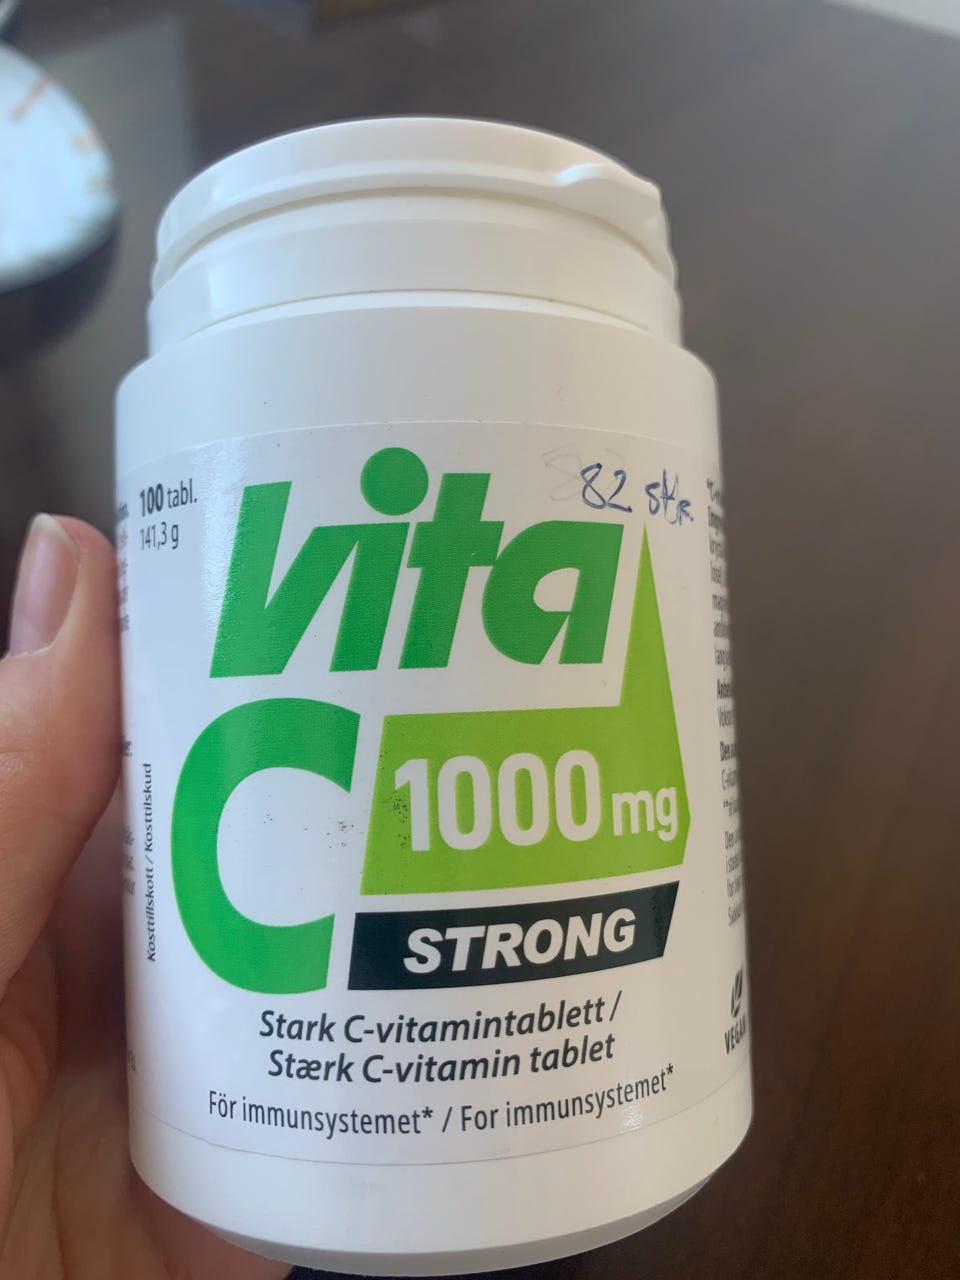 82 stk
100 tabl.
141,3 g
Vita
C 1000 mg
STRONG
Stark C-vitamintablett /
Stærk C-vitamin tablet
För immunsystemet* / For immunsystemet*
Kosttillskott / Kosttilskud
VEGAN